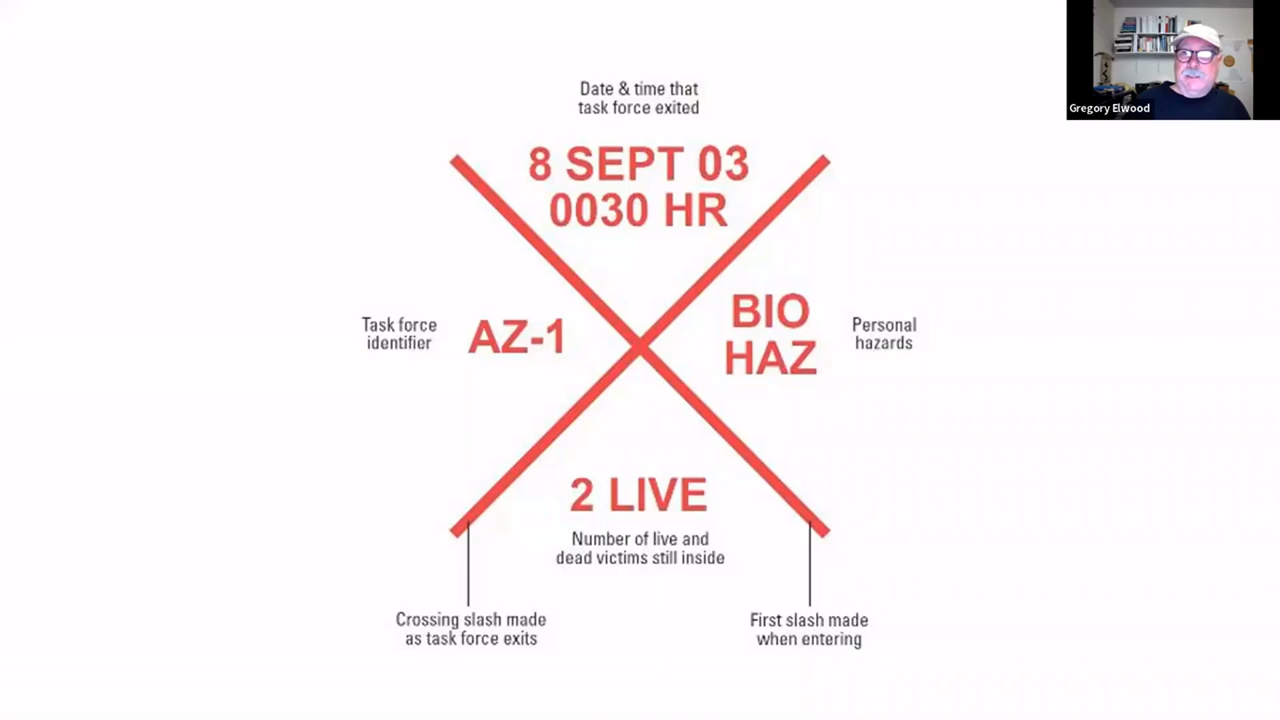 Gregory Elwood
Date & time that
task force exited
8 SEPT 03
0030 HR
Task force
identifier
AZ-1
BIO
HAZ
Personal
hazards
2 LIVE
Number of live and
dead victims still inside
Crossing slash made
as task force exits
First slash made
when entering